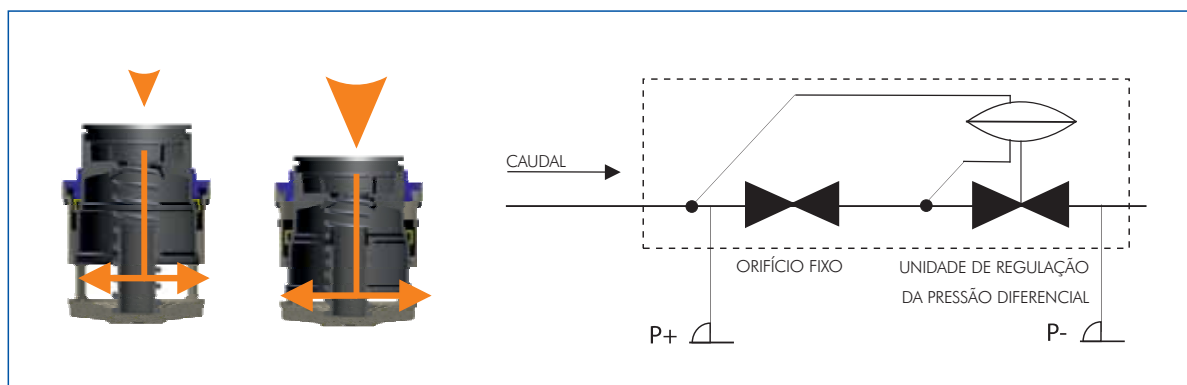 CAUDAL
ORIFÍCIO FIXO
UNIDADE DE REGULAÇÃO
DA PRESSÃO DIFERENCIAL
P+
P-